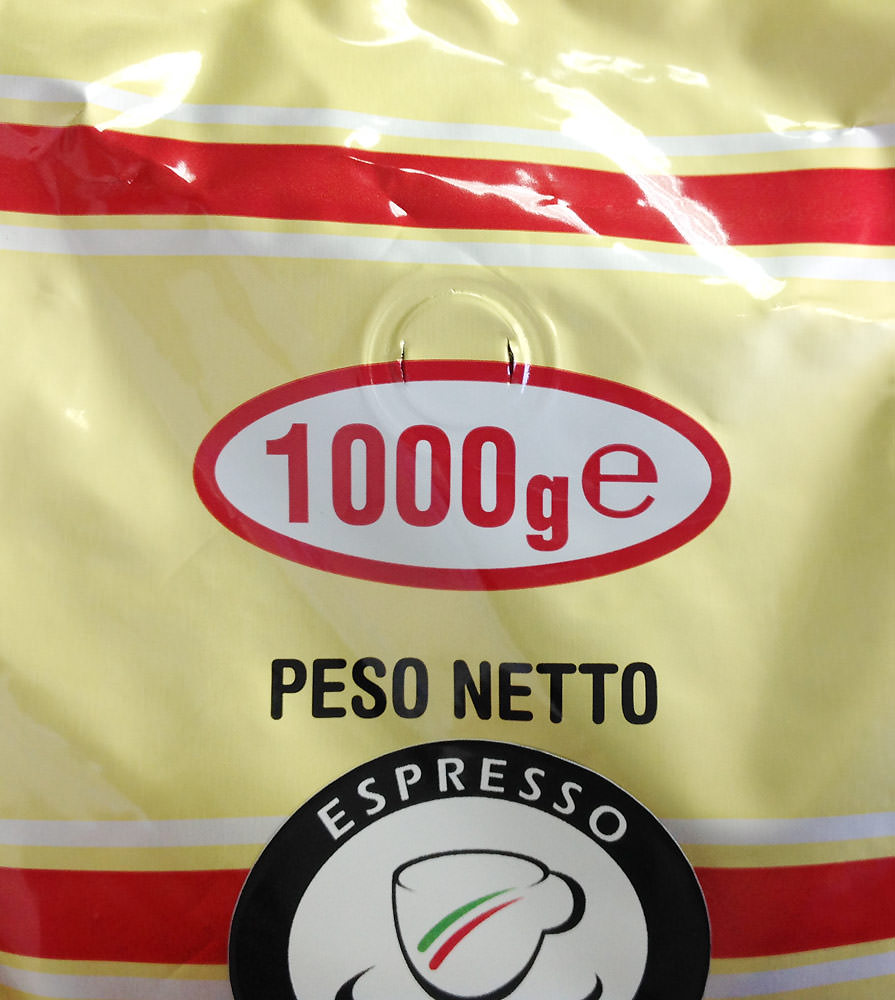 1000g ℮
PESO NETTO
ESPRESSO